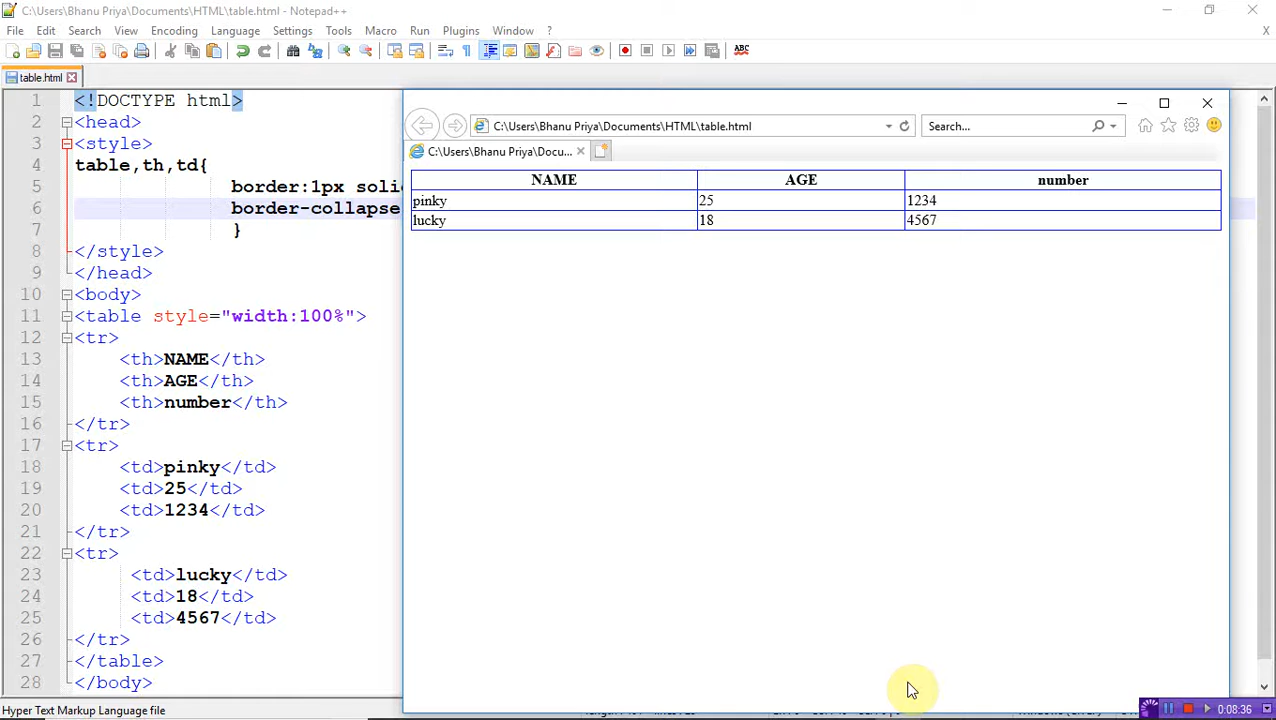 C:\Users\Bhanu Priya\Documents\HTML\table.html - Notepad++
File Edit Search View Encoding Language Settings Tools Macro Run Plugins Window ?
ABC
table.html
1 <!DOCTYPE html>
2 <head>
3 <style>
4 table,th,td{
5 border:1px soli
6 border-collapse
7 }
8 </style>
9 </head>
10 <body>
11 <table style="width:100%">
12 <tr>
13 <th>NAME</th>
14 <th>AGE</th>
15 <th>number</th>
16 </tr>
17 <tr>
18 <td>pinky</td>
19 <td>25</td>
20 <td>1234</td>
21 </tr>
22 <tr>
23 <td>lucky</td>
24 <td>18</td>
25 <td>4567</td>
26 </tr>
27 </table>
28 </body>
Hyper Text Markup Language file
C:\Users\Bhanu Priya\Documents\HTML\table.html
Search...
C:\Users\Bhanu Priya\Docu...
NAME AGE number
pinky 25 1234
lucky 18 4567
08:36